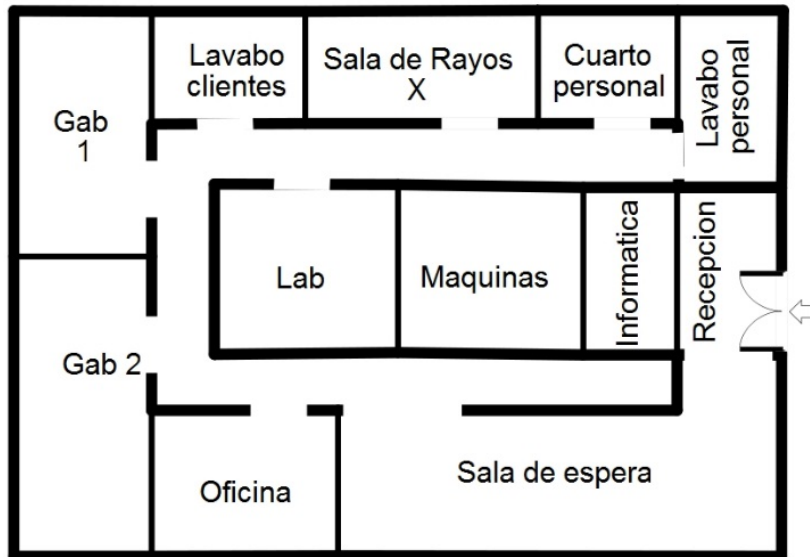 Lavabo
clientes
Sala de Rayos
X
Cuarto
personal
Lavabo
personal
Gab
1
Lab
Maquinas
Informatica
Recepcion
Gab 2
Oficina
Sala de espera